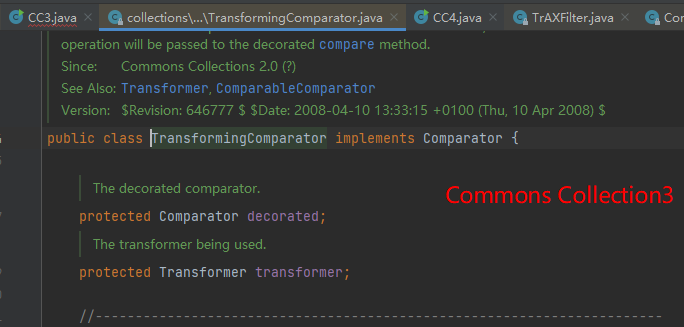 CC3.java × collections\...\TransformingComparator.java × CC4.java × TrAXFilter.java × Cor
operation will be passed to the decorated compare method.
Since: Commons Collections 2.0 (?)
See Also: Transformer, ComparableComparator
Version: $Revision: 646777 $ $Date: 2008-04-10 13:33:15 +0100 (Thu, 10 Apr 2008) $
public class TransformingComparator implements Comparator {
The decorated comparator.
Commons Collection3
protected Comparator decorated;
The transformer being used.
protected Transformer transformer;
//-----------------------------------------------------------------------